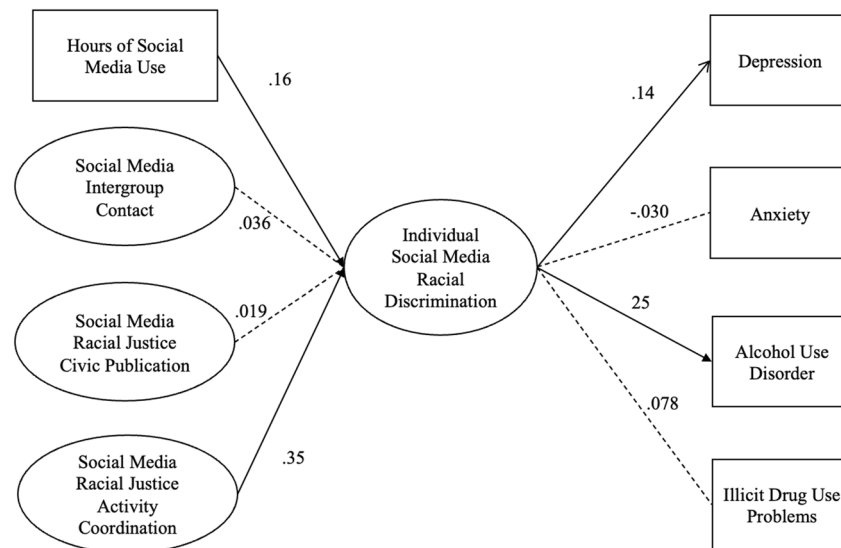 Hours of Social
Media Use
.16
Social Media
Intergroup
Contact
.036
Social Media
Racial Justice
Civic Publication
.019
Social Media
Racial Justice
Activity
Coordination
.35
Individual
Social Media
Racial
Discrimination
.14
Depression
-.030
Anxiety
25
Alcohol Use
Disorder
.078
Illicit Drug Use
Problems